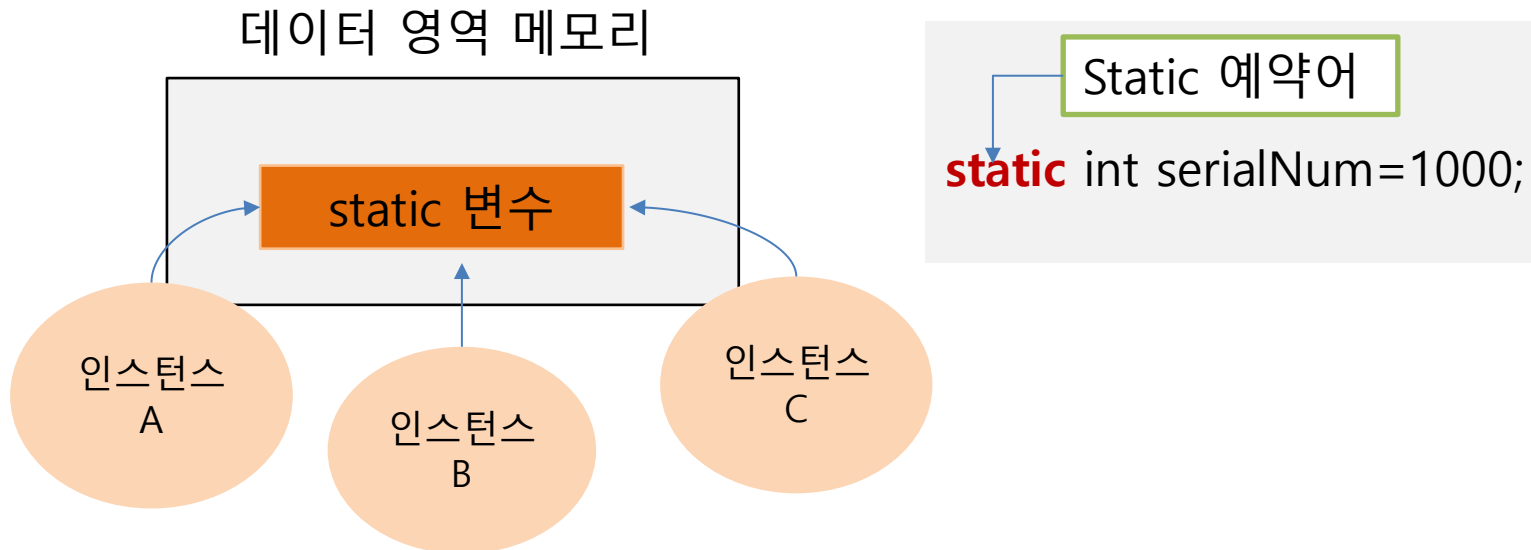 데이터 영역 메모리
static 변수
인스턴스
A
인스턴스
B
인스턴스
C
Static 예약어
static int serialNum=1000;